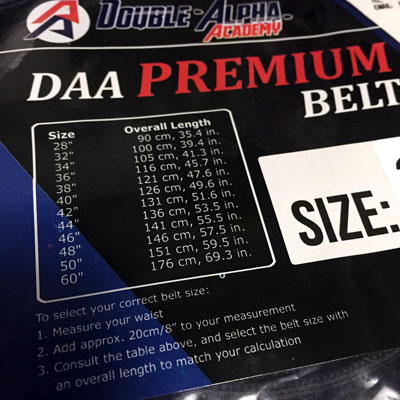 DOUBLE-ALPHA-
ACADEMY
EMAIL:
DAA PREMIUM
BELT
Size Overall Length
28" 90 cm, 35.4 in.
32" 100 cm, 39.4 in.
34" 105 cm, 41.3 in.
36" 116 cm, 45.7 in.
38" 121 cm, 47.6 in.
40" 126 cm, 49.6 in.
42" 131 cm, 51.6 in.
44" 136 cm, 53.5 in.
46" 141 cm, 55.5 in.
48" 146 cm, 57.5 in.
50" 151 cm, 59.5 in.
60" 176 cm, 69.3 in.
SIZE:
To select your correct belt size:
1. Measure your waist
2. Add approx. 20cm/8" to your measurement
3. Consult the table above, and select the belt size with
an overall length to match your calculation